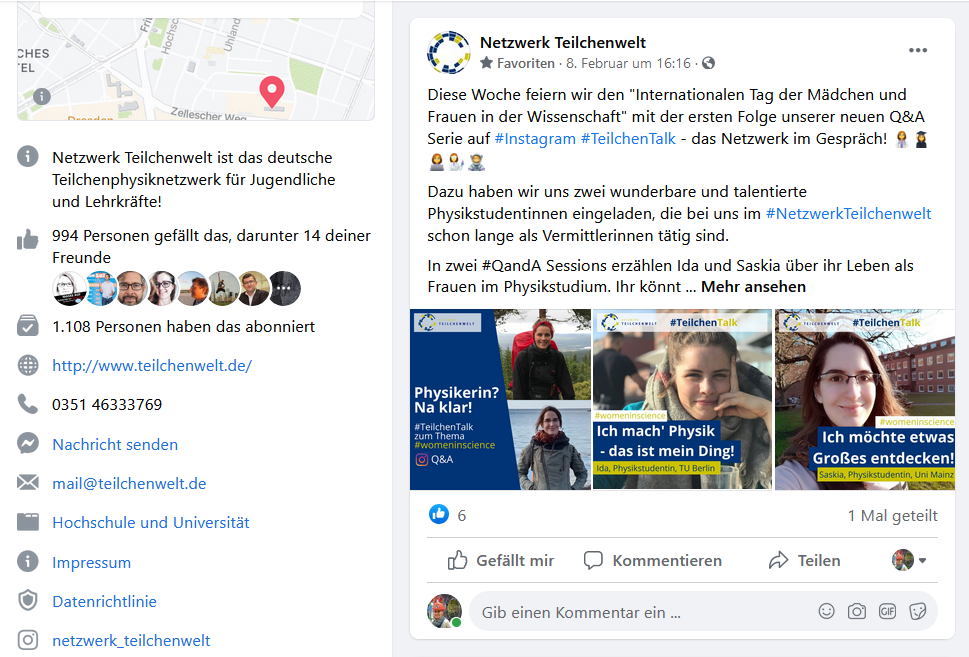 CHES
TEL
Hochsc
Uhland
Zellescher Weg
Dresden
Netzwerk Teilchenwelt ist das deutsche
Teilchenphysiknetzwerk für Jugendliche
und Lehrkräfte!
994 Personen gefällt das, darunter 14 deiner
Freunde
1.108 Personen haben das abonniert
http://www.teilchenwelt.de/
0351 46333769
Nachricht senden
mail@teilchenwelt.de
Hochschule und Universität
Impressum
Datenrichtlinie
netzwerk_teilchenwelt
Netzwerk Teilchenwelt
Favoriten · 8. Februar um 16:16 ·
Diese Woche feiern wir den "Internationalen Tag der Mädchen und
Frauen in der Wissenschaft" mit der ersten Folge unserer neuen Q&A
Serie auf #Instagram #TeilchenTalk - das Netzwerk im Gespräch!
Dazu haben wir uns zwei wunderbare und talentierte
Physikstudentinnen eingeladen, die bei uns im #NetzwerkTeilchenwelt
schon lange als Vermittlerinnen tätig sind.
In zwei #QandA Sessions erzählen Ida und Saskia über ihr Leben als
Frauen im Physikstudium. Ihr könnt ... Mehr ansehen
TEILCHENWELT
Physikerin?
Na klar!
#TeilchenTalk
zum Thema
#womeninscience
Q&A
TEILCHENWELT
#TeilchenTalk
#womeninscience
Ich mach' Physik
- das ist mein Ding!
Ida, Physikstudentin, TU Berlin
TEILCHENWELT
#TeilchenTalk
#womeninscience
Ich möchte etwas
Großes entdecken!
Saskia, Physikstudentin, Uni Mainz
6
1 Mal geteilt
Gefällt mir
Kommentieren
Teilen
Gib einen Kommentar ein ...
GIF